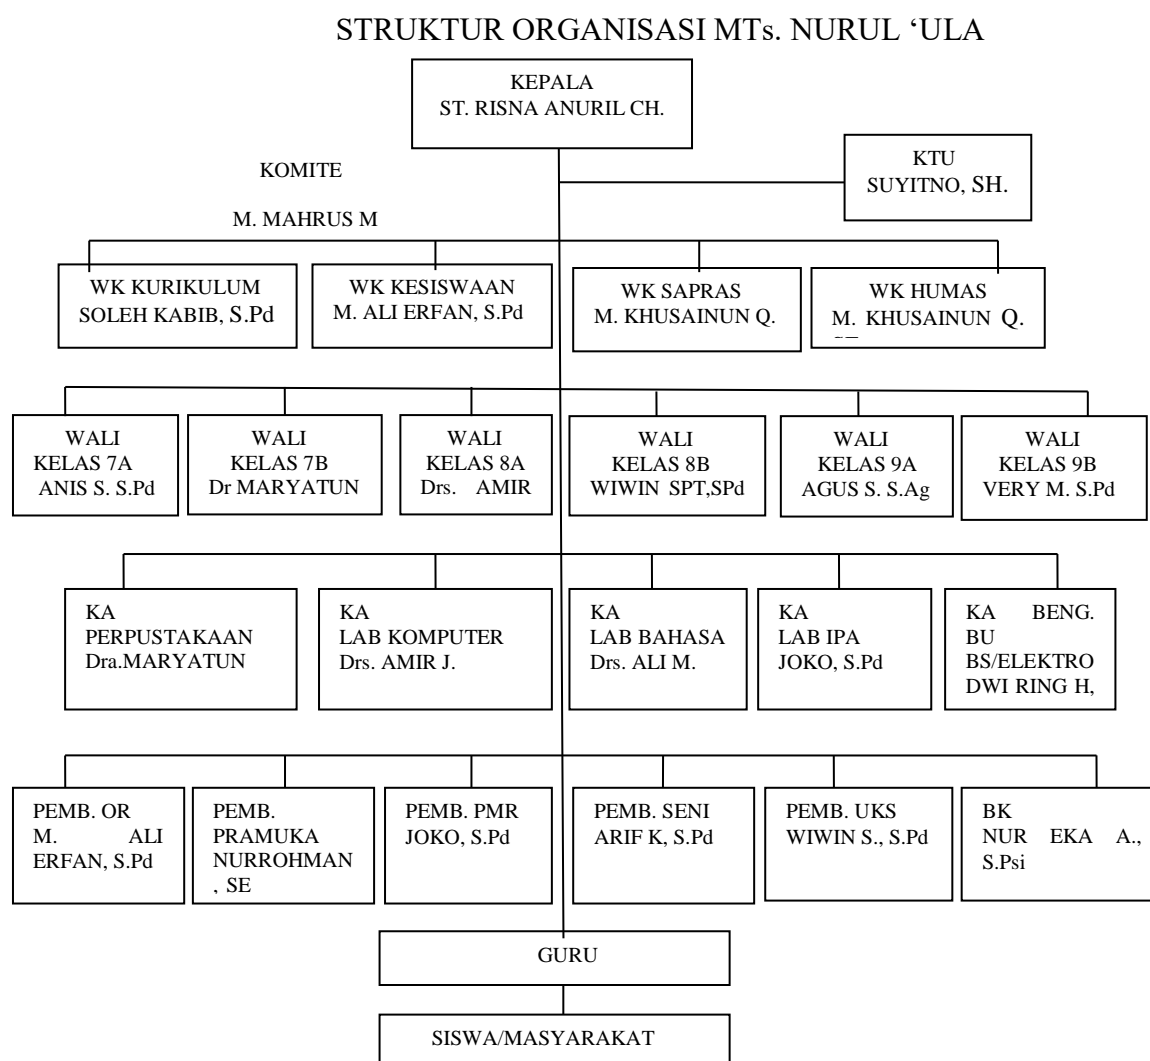 STRUKTUR ORGANISASI MTs. NURUL ‘ULA
KEPALA
ST. RISNA ANURIL CH.
KTU
SUYITNO, SH.
KOMITE
M. MAHRUS M
WK KURIKULUM
SOLEH KABIB, S.Pd
WK KESISWAAN
M. ALI ERFAN, S.Pd
WK SAPRAS
M. KHUSAINUN Q.
WK HUMAS
M. KHUSAINUN Q.
WALI
KELAS 7A
ANIS S. S.Pd
WALI
KELAS 7B
Dr MARYATUN
WALI
KELAS 8A
Drs. AMIR
WALI
KELAS 8B
WIWIN SPT,SPd
WALI
KELAS 9A
AGUS S. S.Ag
WALI
KELAS 9B
VERY M. S.Pd
KA
PERPUSTAKAAN
Dra.MARYATUN
KA
LAB KOMPUTER
Drs. AMIR J.
KA
LAB BAHASA
Drs. ALI M.
KA
LAB IPA
JOKO, S.Pd
KA BENG.
BU
BS/ELEKTRO
DWI RING H,
PEMB. OR
M. ALI
ERFAN, S.Pd
PEMB.
PRAMUKA
NURROHMAN
, SE
PEMB. PMR
JOKO, S.Pd
PEMB. SENI
ARIF K, S.Pd
PEMB. UKS
WIWIN S., S.Pd
BK
NUR EKA A.,
S.Psi
GURU
SISWA/MASYARAKAT